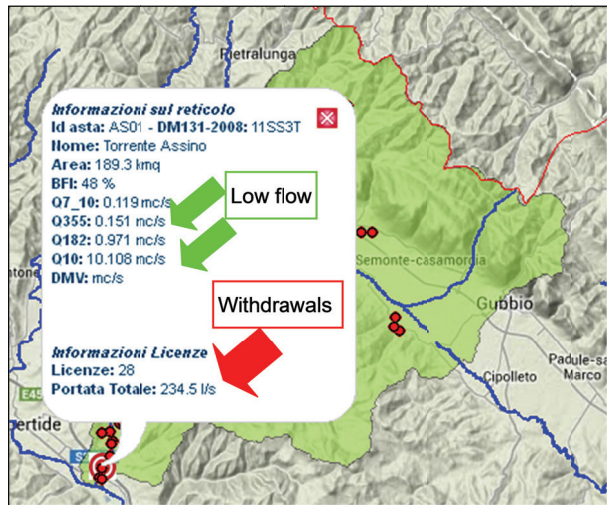 Pietralunga
Informazioni sul reticolo
Id asta: AS01 - DM131-2008: 11SS3T
Nome: Torrente Assino
Area: 189.3 kmq
BFI: 48 %
Q7_10: 0.119 mc/s
Q355: 0.151 mc/s
Q182: 0.971 mc/s
Q10: 10.108 mc/s
DMV: mc/s
Low flow
Withdrawals
Informazioni Licenze
Licenze: 28
Portata Totale: 234.5 l/s
Semonte-casamorcia
Gubbio
Padule-sa
Marco
Cipolleto
E45
ertide